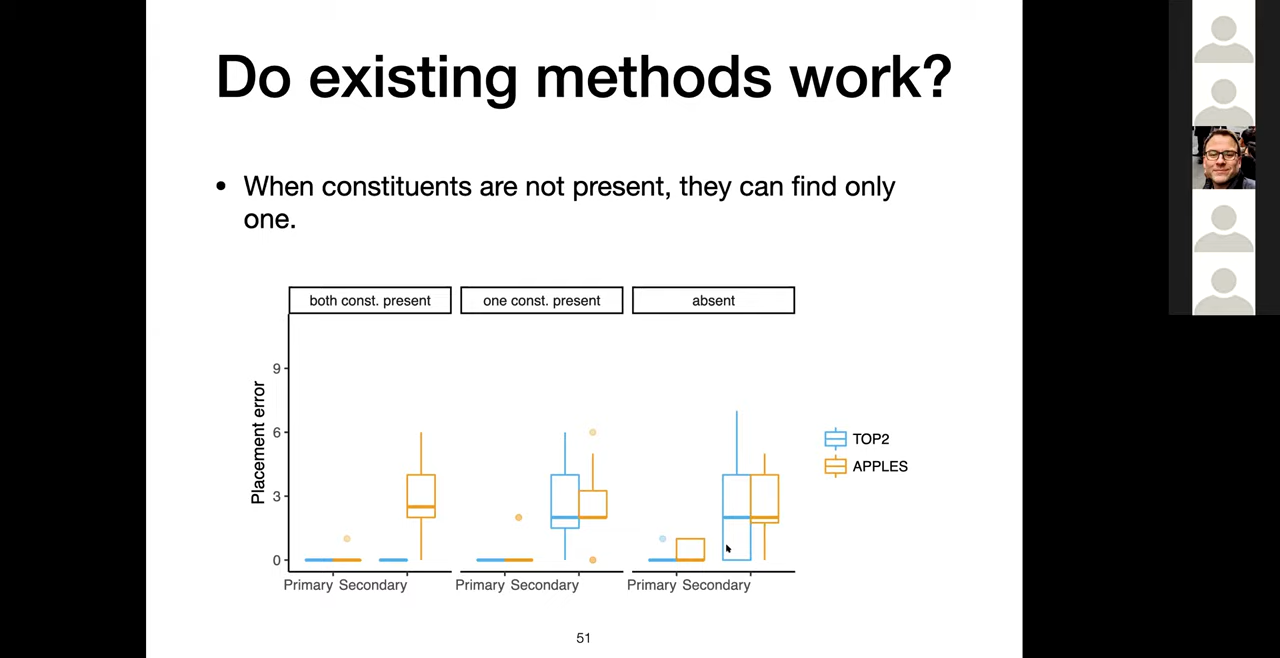 Do existing methods work?
• When constituents are not present, they can find only
one.
both const. present
one const. present
absent
Placement error
9
6
3
0
Primary Secondary
Primary Secondary
Primary Secondary
TOP2
APPLES
51